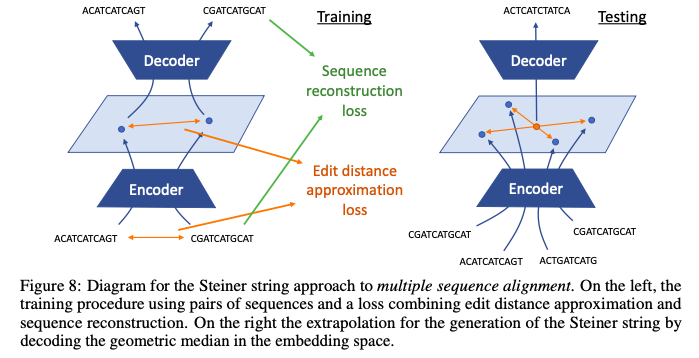 ACATCATCAGT
CGATCATGCAT
Training
Decoder
Sequence
reconstruction
loss
Edit distance
approximation
loss
Encoder
ACATCATCAGT
CGATCATGCAT
ACTCATCTATCA
Testing
Decoder
Encoder
CGATCATGCAT
CGATCATGCAT
ACATCATCAGT
ACTGATCATG
Figure 8: Diagram for the Steiner string approach to multiple sequence alignment. On the left, the
training procedure using pairs of sequences and a loss combining edit distance approximation and
sequence reconstruction. On the right the extrapolation for the generation of the Steiner string by
decoding the geometric median in the embedding space.